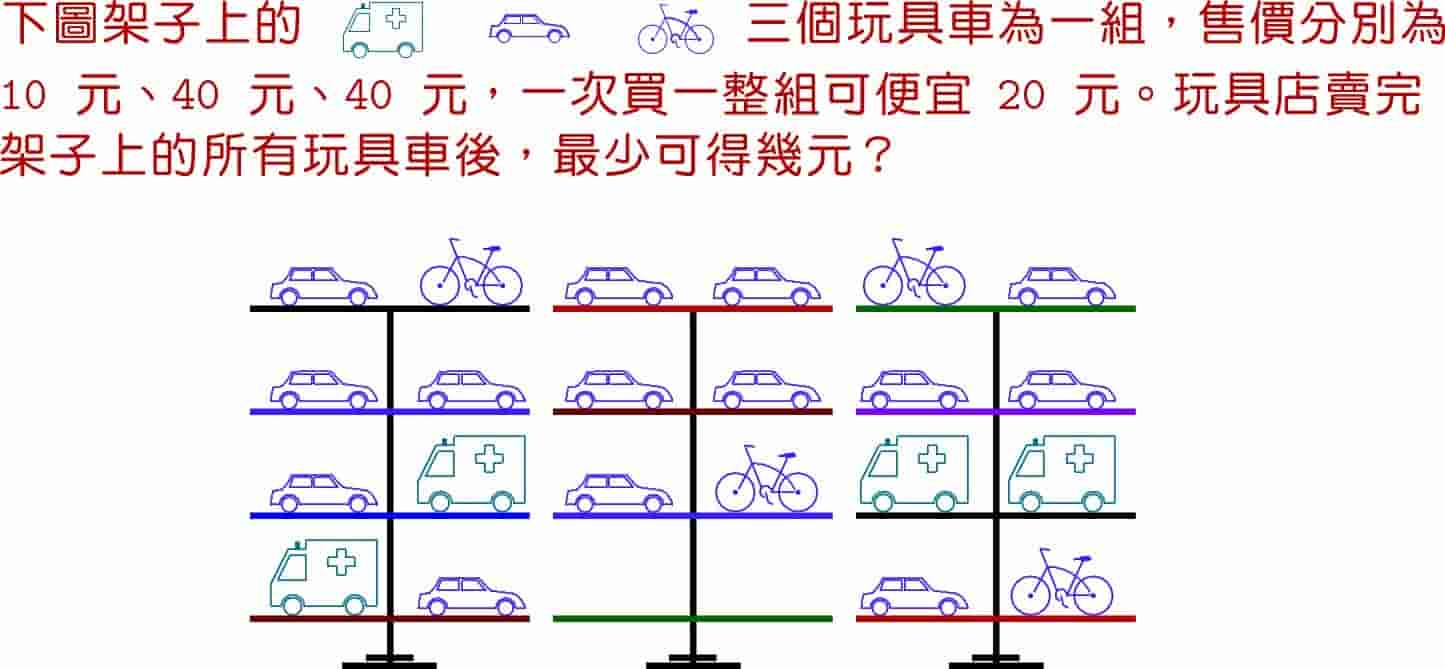 下圖架子上的 三個玩具車為一組，售價分別為
10 元、40 元、40 元，一次買一整組可便宜 20 元。玩具店賣完
架子上的所有玩具車後，最少可得幾元？